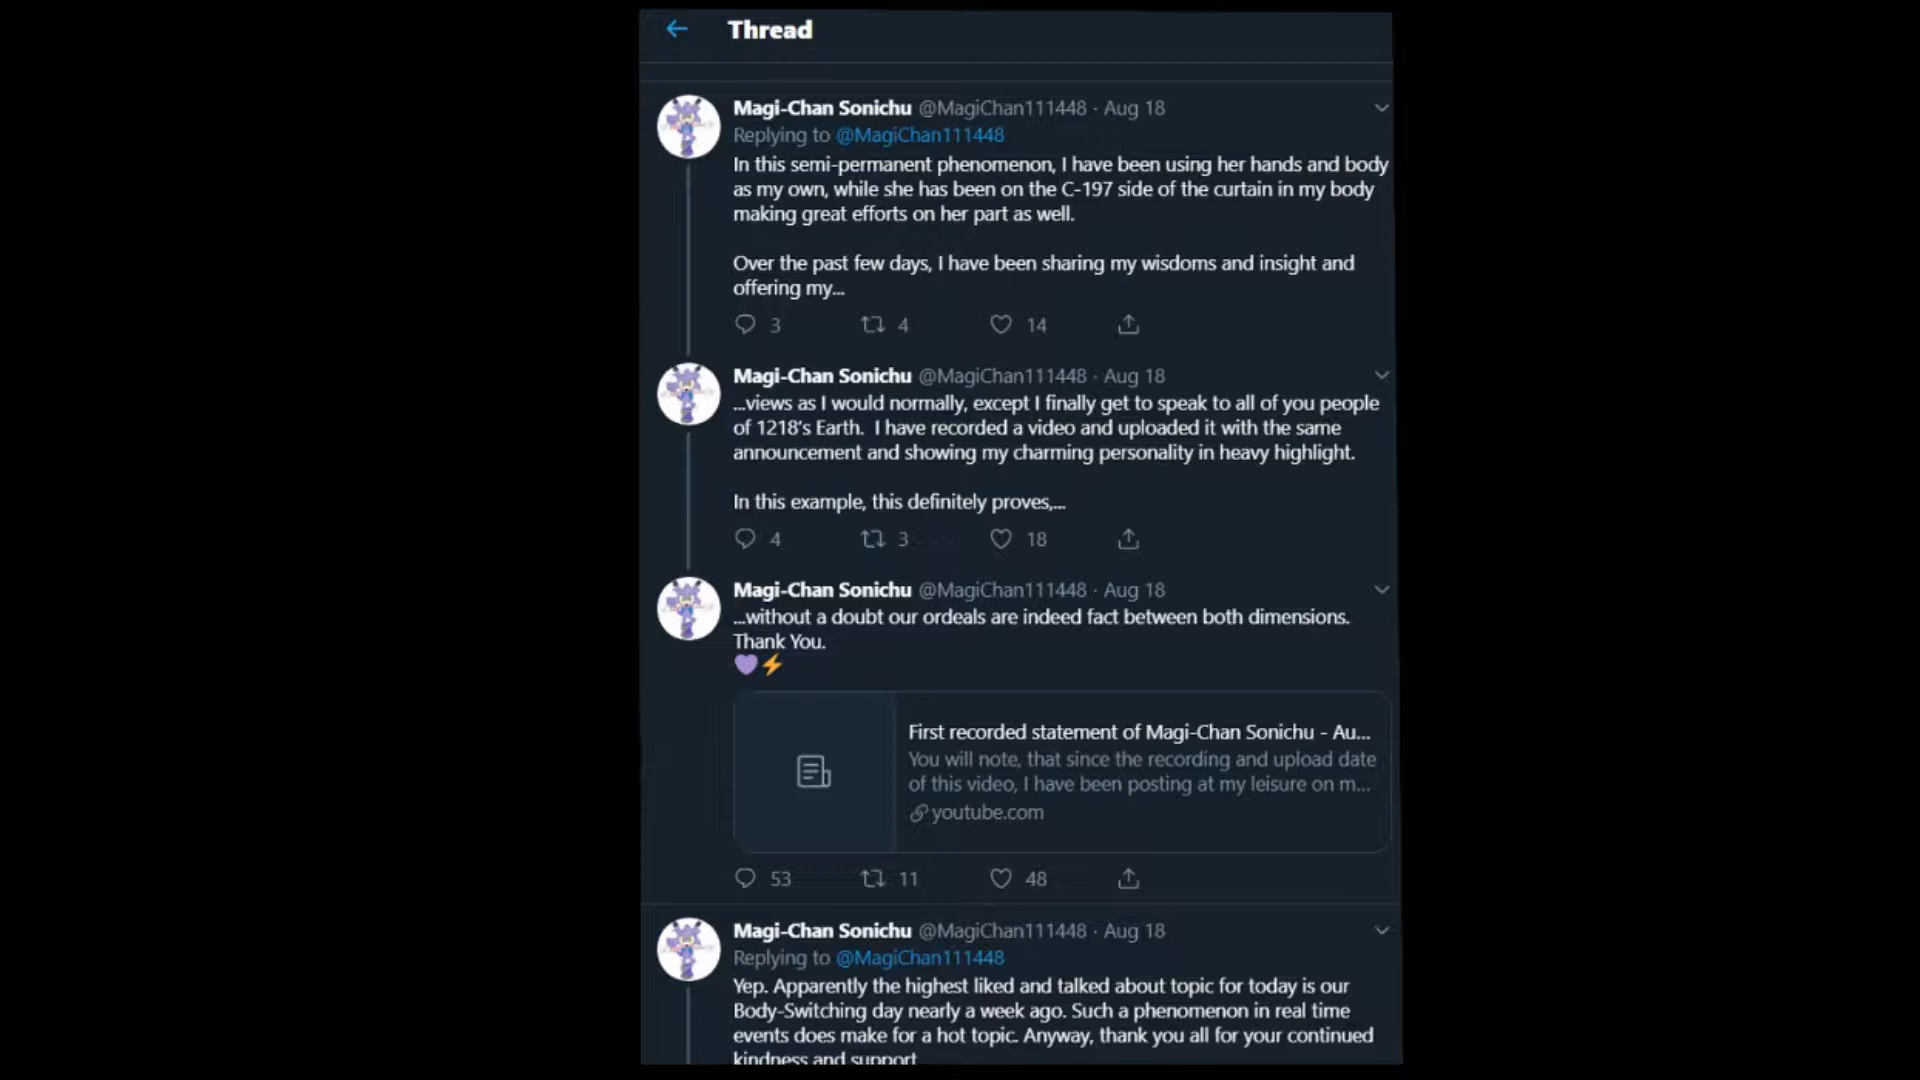 Thread
Magi-Chan Sonichu @MagiChan111448 · Aug 18
Replying to @MagiChan111448
In this semi-permanent phenomenon, I have been using her hands and body
as my own, while she has been on the C-197 side of the curtain in my body
making great efforts on her part as well.
Over the past few days, I have been sharing my wisdoms and insight and
offering my...
3 4 14
Magi-Chan Sonichu @MagiChan111448 · Aug 18
...views as I would normally, except I finally get to speak to all of you people
of 1218's Earth. I have recorded a video and uploaded it with the same
announcement and showing my charming personality in heavy highlight.
In this example, this definitely proves,...
4 3 18
Magi-Chan Sonichu @MagiChan111448 · Aug 18
...without a doubt our ordeals are indeed fact between both dimensions.
Thank You.
💜⚡
First recorded statement of Magi-Chan Sonichu - Au...
You will note, that since the recording and upload date
of this video, I have been posting at my leisure on m...
youtube.com
53 11 48
Magi-Chan Sonichu @MagiChan111448 · Aug 18
Replying to @MagiChan111448
Yep. Apparently the highest liked and talked about topic for today is our
Body-Switching day nearly a week ago. Such a phenomenon in real time
events does make for a hot topic. Anyway, thank you all for your continued
kindness and support